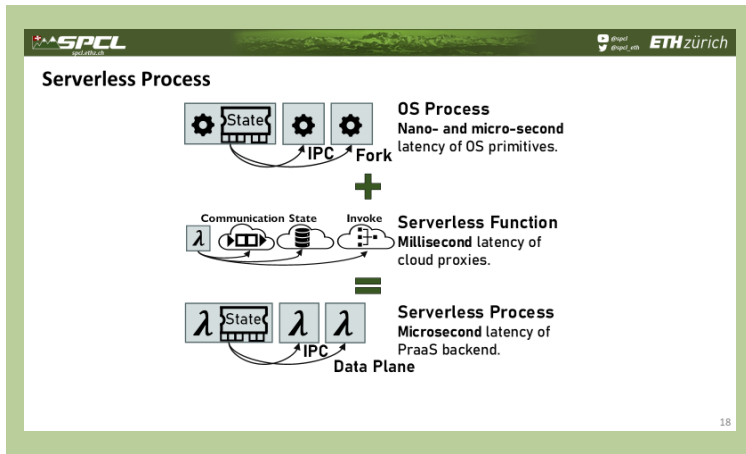 SPCL
spcl.ethz.ch
@spcl
@spcl_eth
ETH zürich
Serverless Process
State
IPC
Fork
OS Process
Nano- and micro-second
latency of OS primitives.
+
Communication State Invoke
λ
Serverless Function
Millisecond latency of
cloud proxies.
=
λ State λ λ
IPC
Data Plane
Serverless Process
Microsecond latency of
PraaS backend.
18